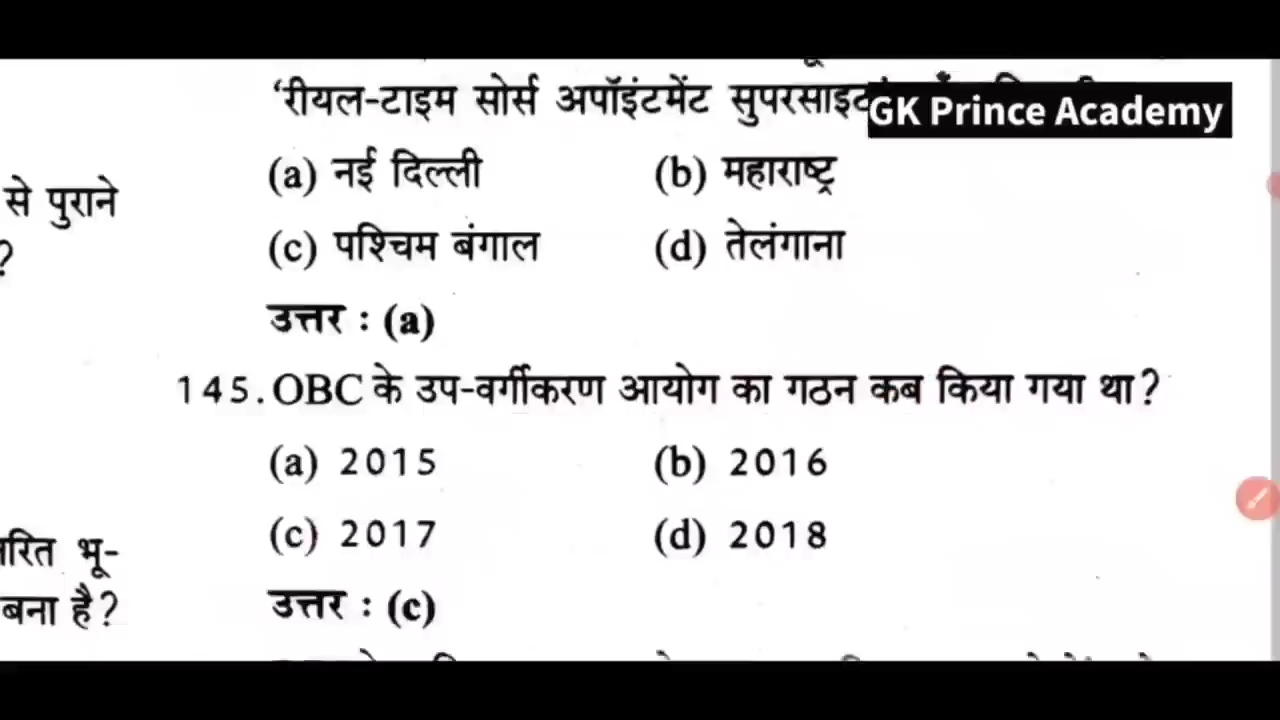 'रीयल-टाइम सोर्स अपॉइंटमेंट सुपरसाइट
GK Prince Academy
(a) नई दिल्ली (b) महाराष्ट्र
से पुराने
(c) पश्चिम बंगाल (d) तेलंगाना
?
उत्तर : (a)
145. OBC के उप-वर्गीकरण आयोग का गठन कब किया गया था?
(a) 2015 (b) 2016
(c) 2017 (d) 2018
भू-
बना है?
उत्तर : (c)